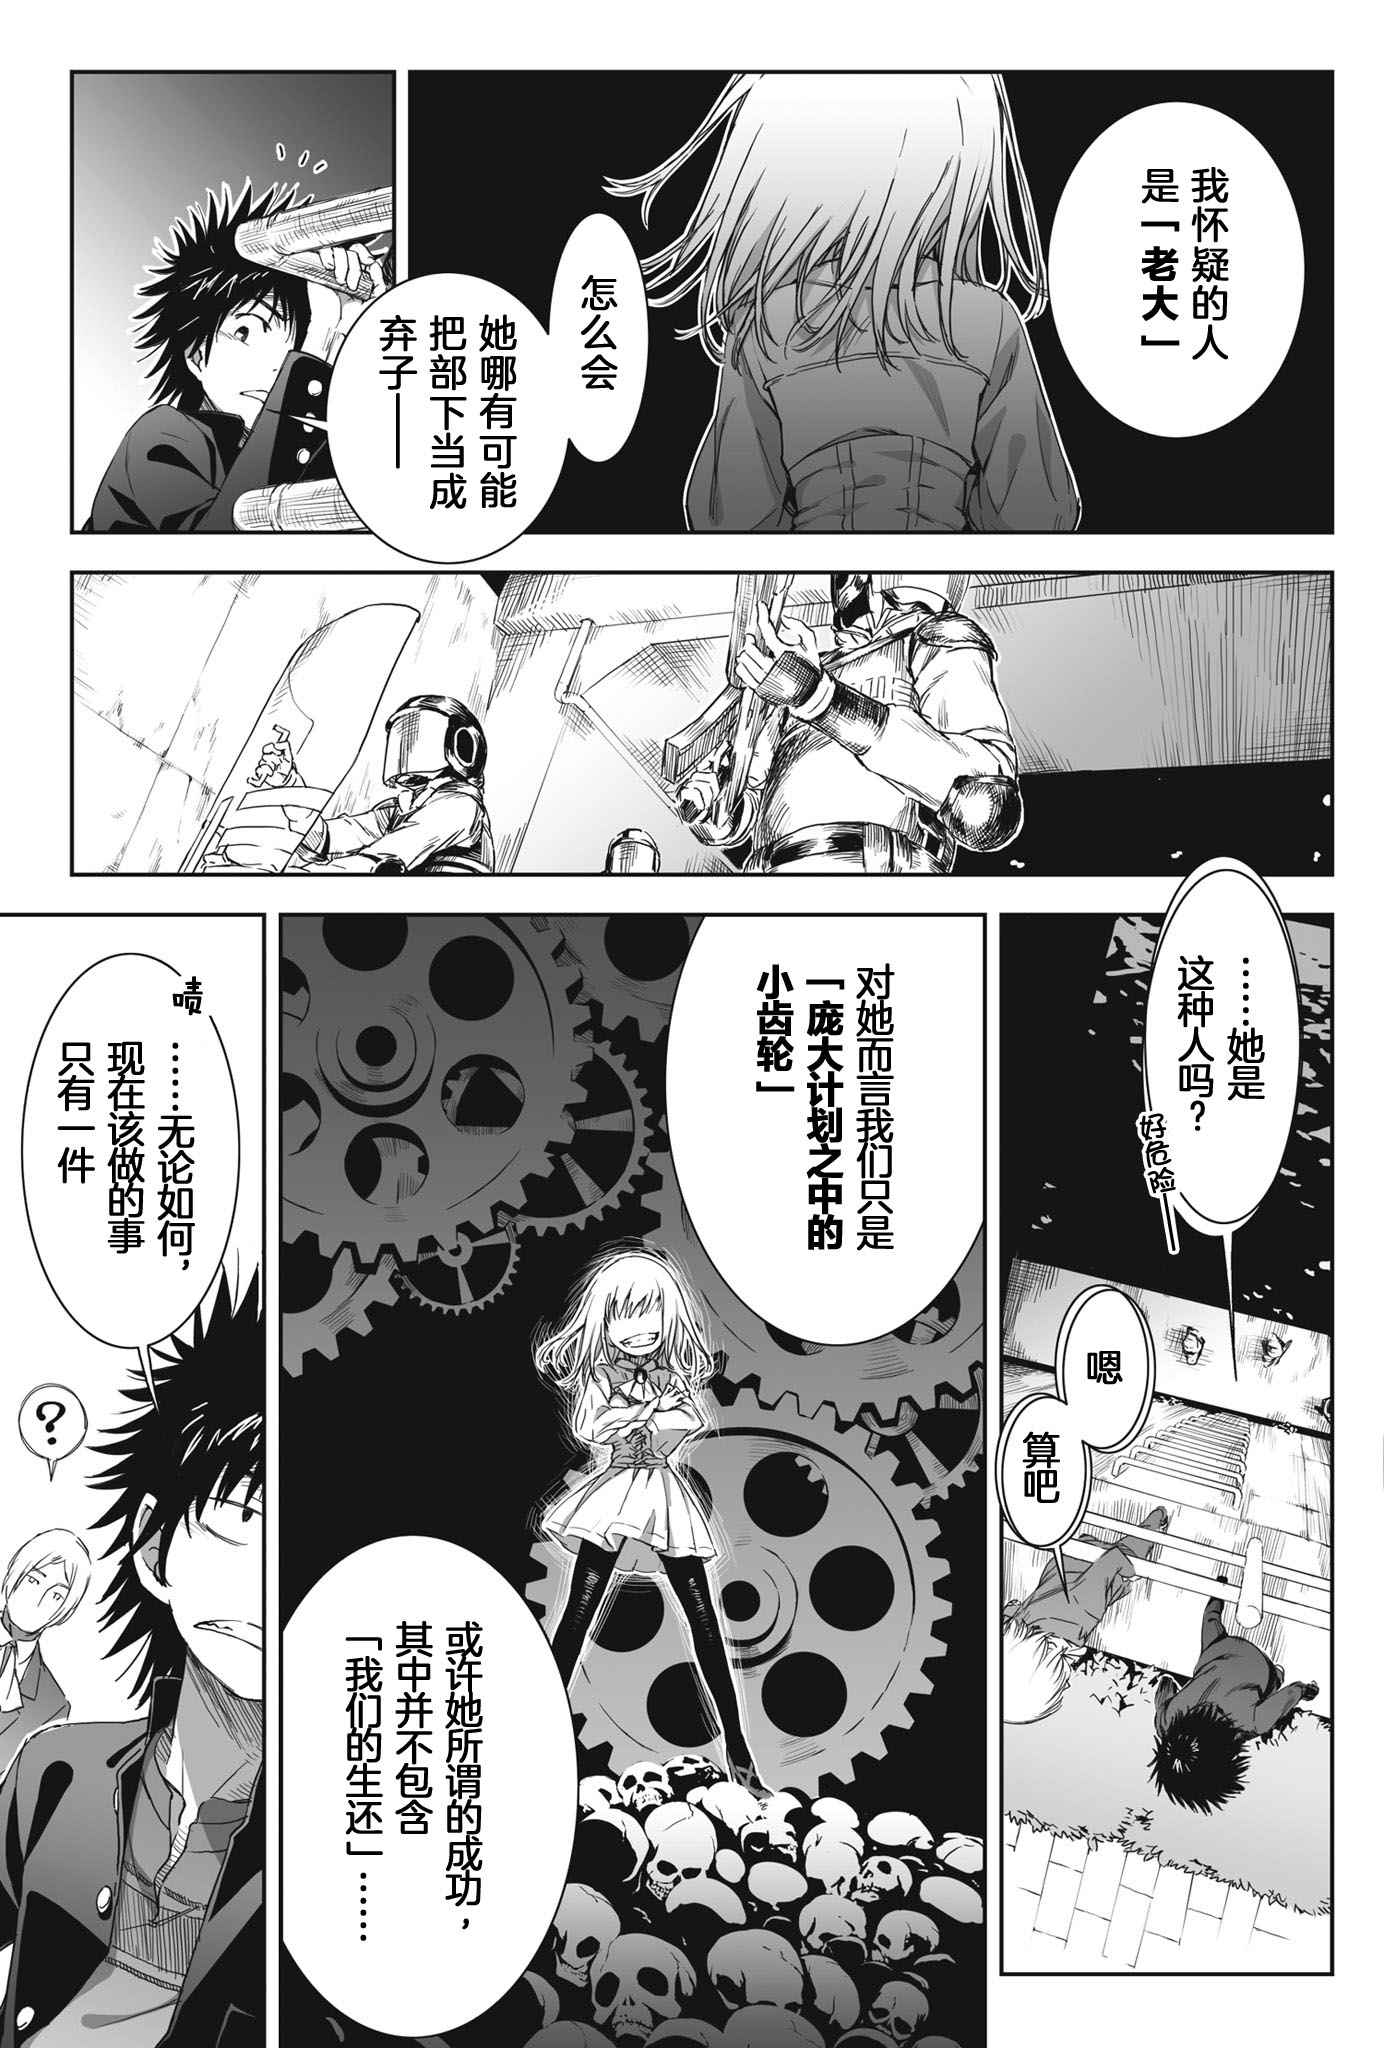 我怀疑的人
是「老大」
怎么会
她哪有可能
把部下当成
弃子——
……她是
这种人吗？
好危险——
嗯
算吧
对她而言我们只是
「庞大计划之中的
小齿轮」
或许她所谓的成功，
其中并不包含
「我们的生还」……
啧
……无论如何，
现在该做的事
只有一件
？